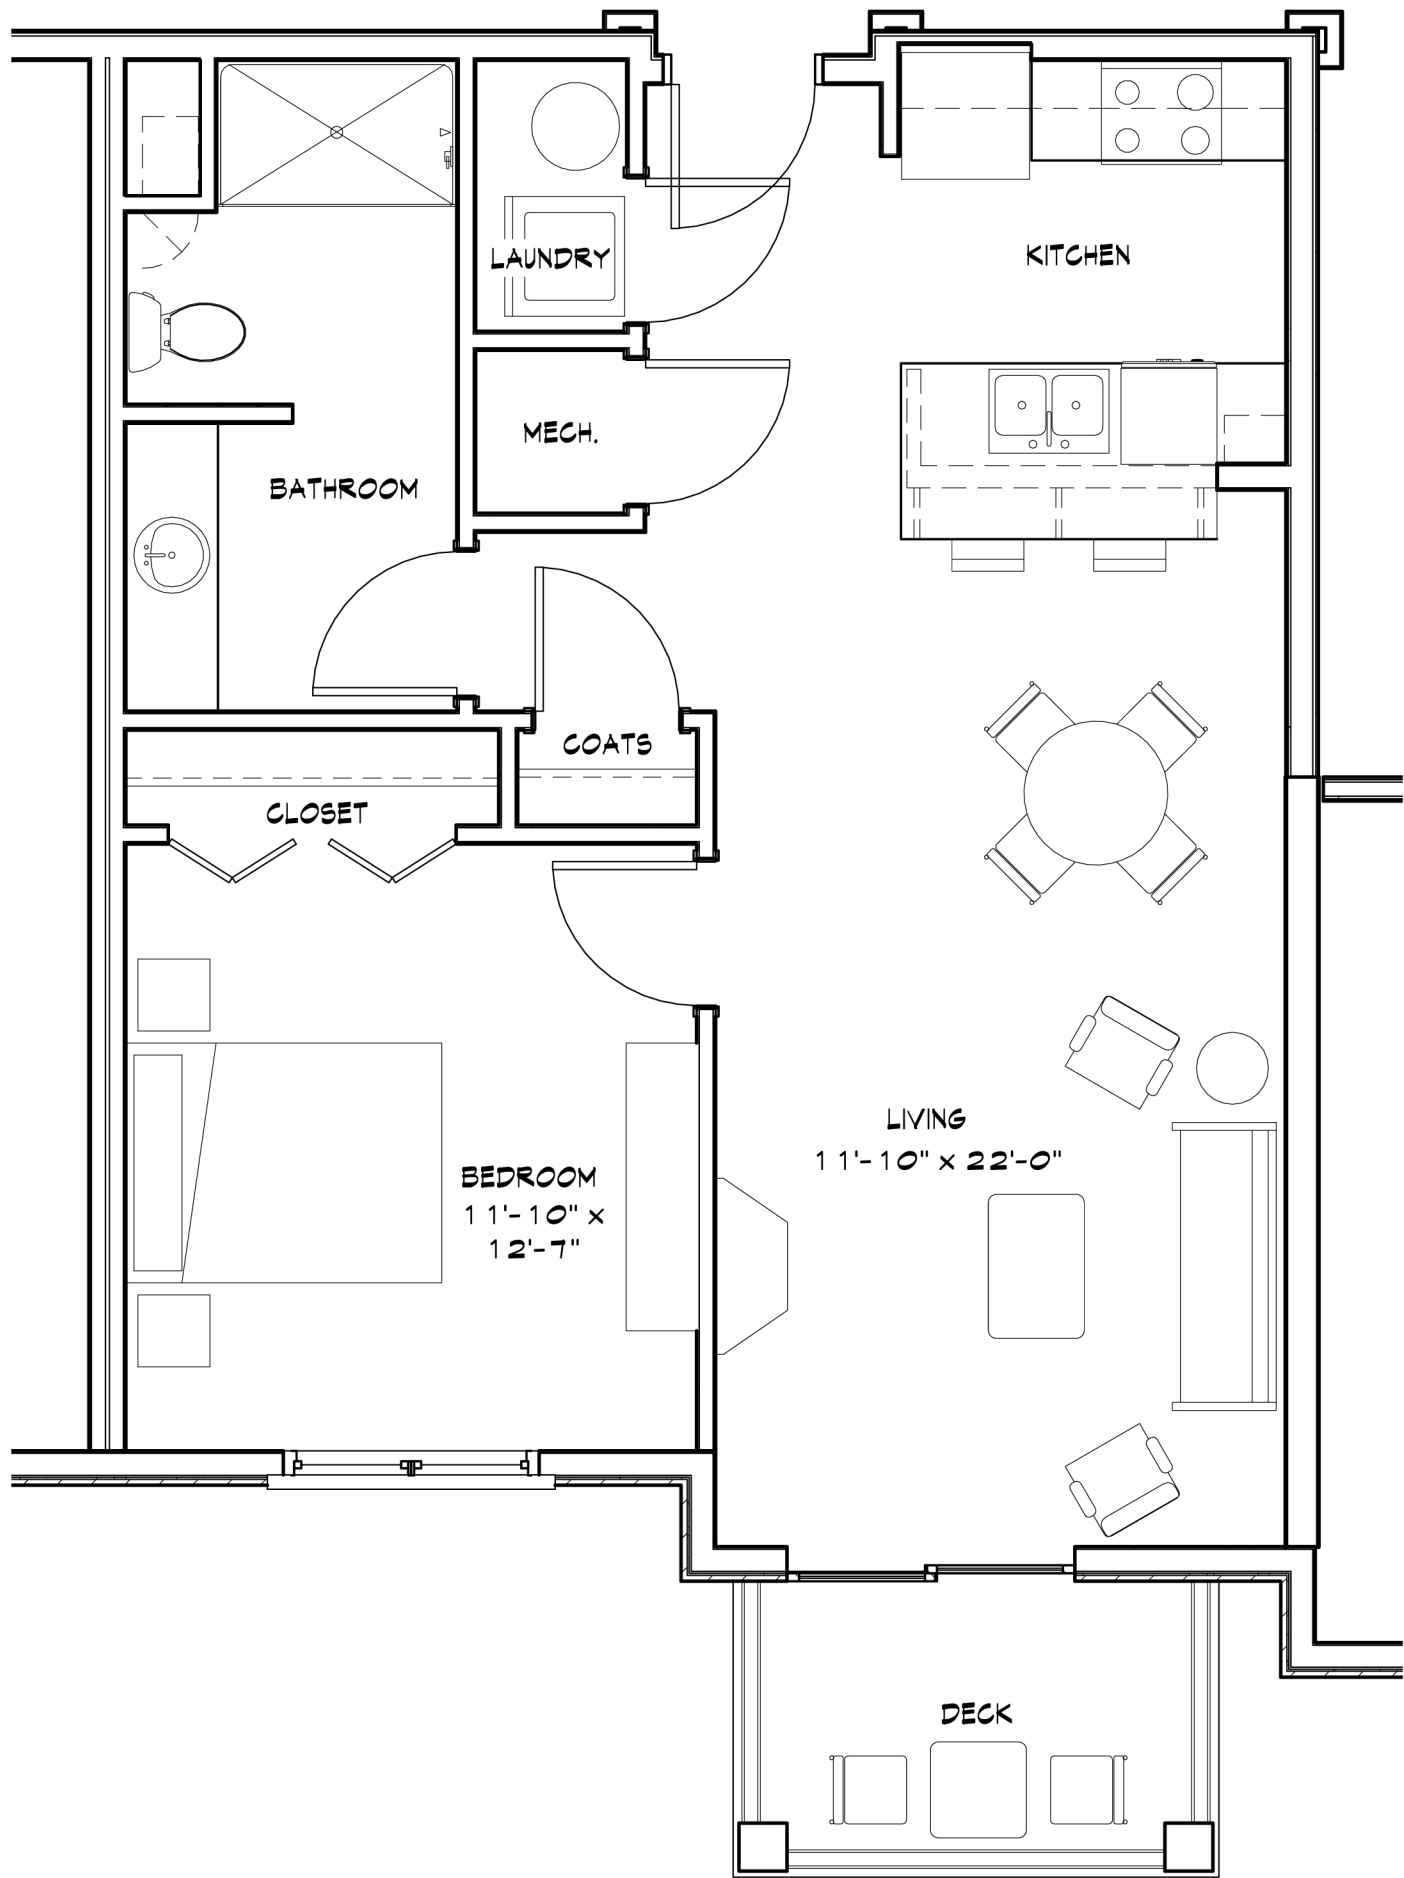 LAUNDRY
KITCHEN
MECH.
BATHROOM
COATS
CLOSET
LIVING
11'-10" x 22'-0"
BEDROOM
11'-10" x
12'-7"
DECK